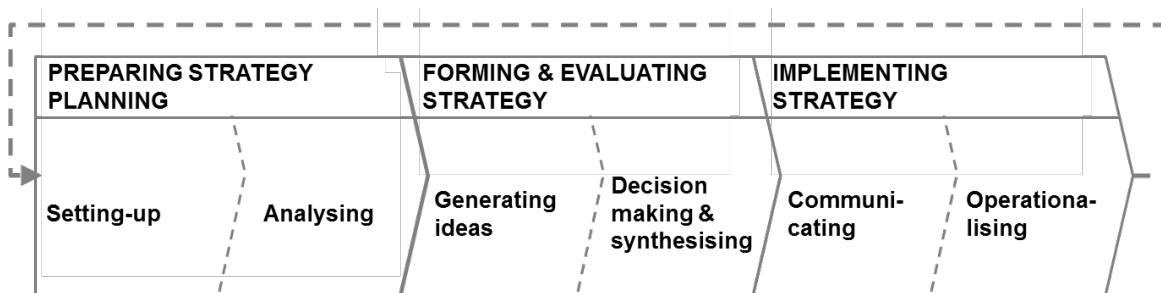 PREPARING STRATEGY
PLANNING
FORMING & EVALUATING
STRATEGY
IMPLEMENTING
STRATEGY
Setting-up
Analysing
Generating
ideas
Decision
making &
synthesising
Communi-
cating
Operationa-
lising